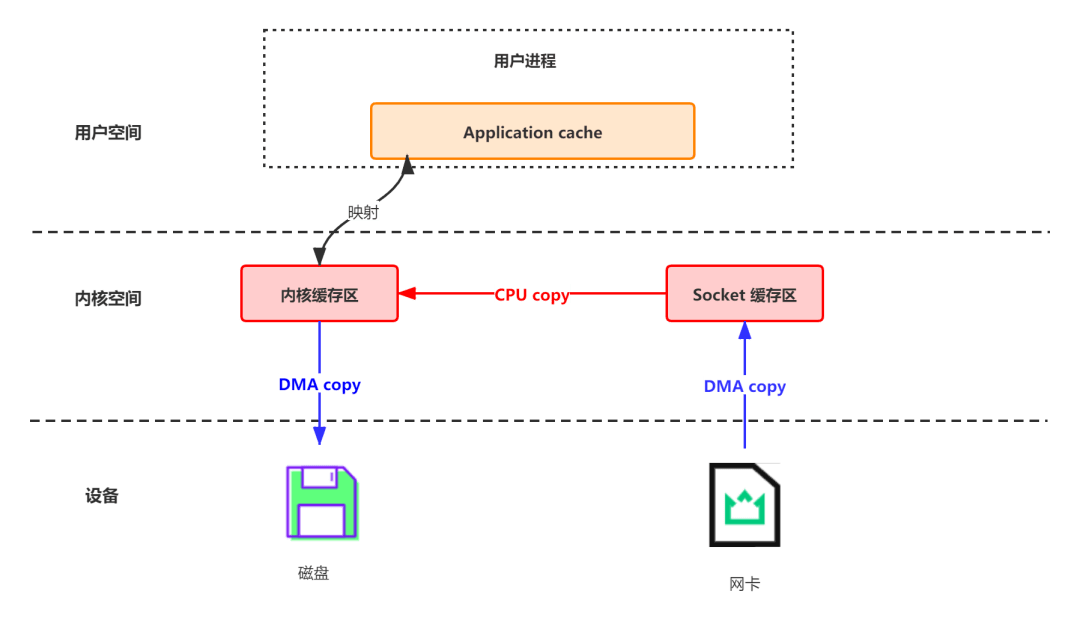 用户进程
用户空间
Application cache
映射
内核空间
内核缓存区
CPU copy
Socket 缓存区
DMA copy
DMA copy
设备
磁盘
网卡